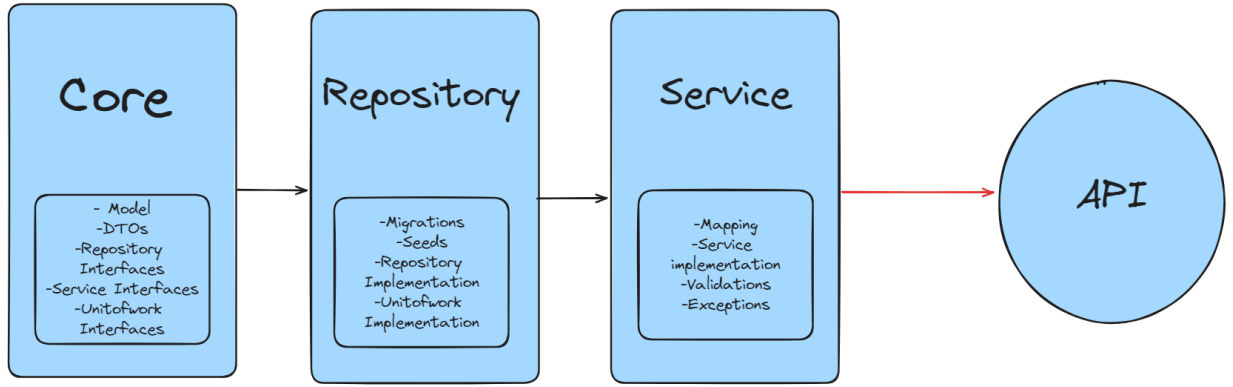 Core
- Model
-DTOs
-Repository
Interfaces
-Service Interfaces
-Unitofwork
Interfaces
Repository
-Migrations
-Seeds
-Repository
Implementation
-Unitofwork
Implementation
Service
-Mapping
-Service
implementation
-Validations
-Exceptions
API